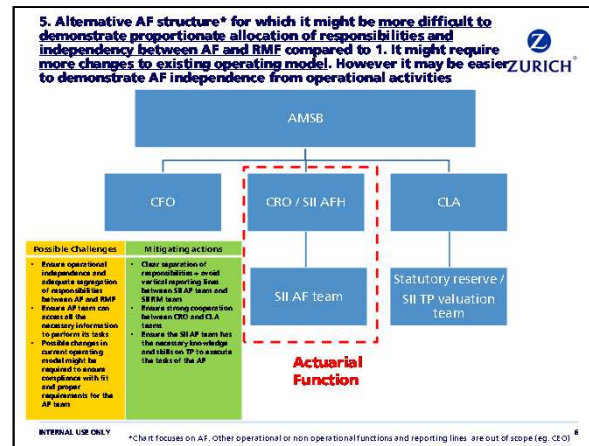 5. Alternative AF structure* for which it might be more difficult to
demonstrate proportionate allocation of responsibilities and
independency between AF and RMF compared to 1. It might require
more changes to existing operating model. However it may be easier
to demonstrate AF independence from operational activities
ZURICH®
AMSB
CFO
CRO / SII AFH
CLA
Possible Challenges
• Ensure operational
independence and
adequate segregation
of responsibilities
between AF and RMF
• Ensure AF team can
access all the
necessary information
to perform its tasks
• Possible changes in
current operating
model might be
required to ensure
compliance with fit
and proper
requirements for the
AF team
Mitigating actions
• Clear separation of
responsibilities + avoid
vertical reporting lines
between SII AF team and
SII RM team
• Ensure strong cooperation
between CRO and CLA
teams
• Ensure the SII AF team has
the necessary knowledge
and skills on TP to execute
the tasks of the AF
SII AF team
Statutory reserve /
SII TP valuation
team
Actuarial
Function
INTERNAL USE ONLY
*Chart focuses on AF. Other operational or non operational functions and reporting lines are out of scope (eg. CEO)
6